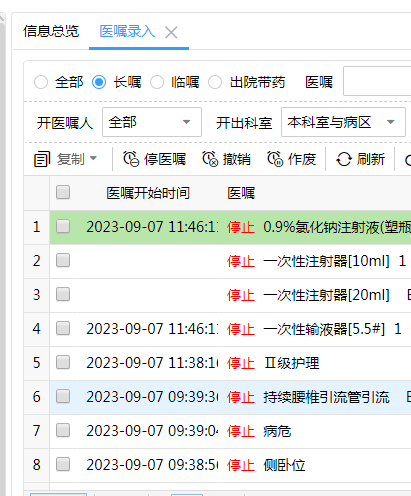 信息总览 医嘱录入
全部 长嘱 临嘱 出院带药 医嘱
开医嘱人 全部 开出科室 本科室与病区
复制 停医嘱 撤销 作废 刷新
医嘱开始时间 医嘱
1 2023-09-07 11:46:11 停止 0.9%氯化钠注射液(塑瓶
2 停止 一次性注射器[10ml] 1
3 停止 一次性注射器[20ml]
4 2023-09-07 11:46:11 停止 一次性输液器[5.5#] 1
5 2023-09-07 11:38:16 停止 Ⅱ级护理
6 2023-09-07 09:39:36 停止 持续腰椎引流管引流
7 2023-09-07 09:39:04 停止 病危
8 2023-09-07 09:38:56 停止 侧卧位